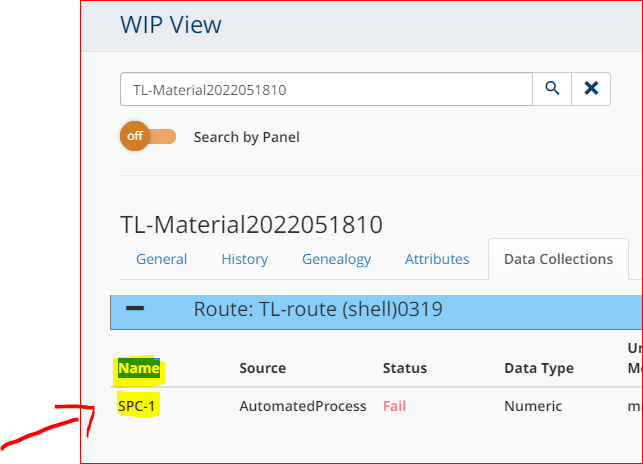 WIP View
TL-Material2022051810
off Search by Panel
TL-Material2022051810
General History Genealogy Attributes Data Collections
Route: TL-route (shell)0319
Name Source Status Data Type
SPC-1 AutomatedProcess Fail Numeric